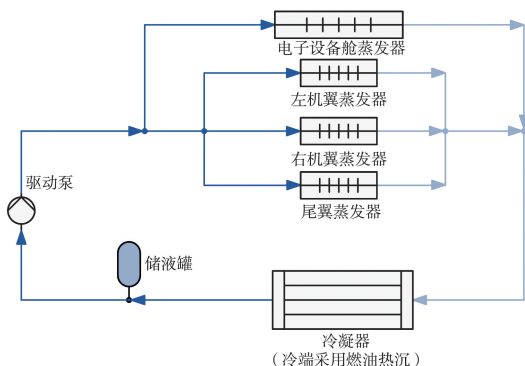 电子设备舱蒸发器
左机翼蒸发器
右机翼蒸发器
驱动泵
尾翼蒸发器
储液罐
冷凝器
（冷端采用燃油热沉）